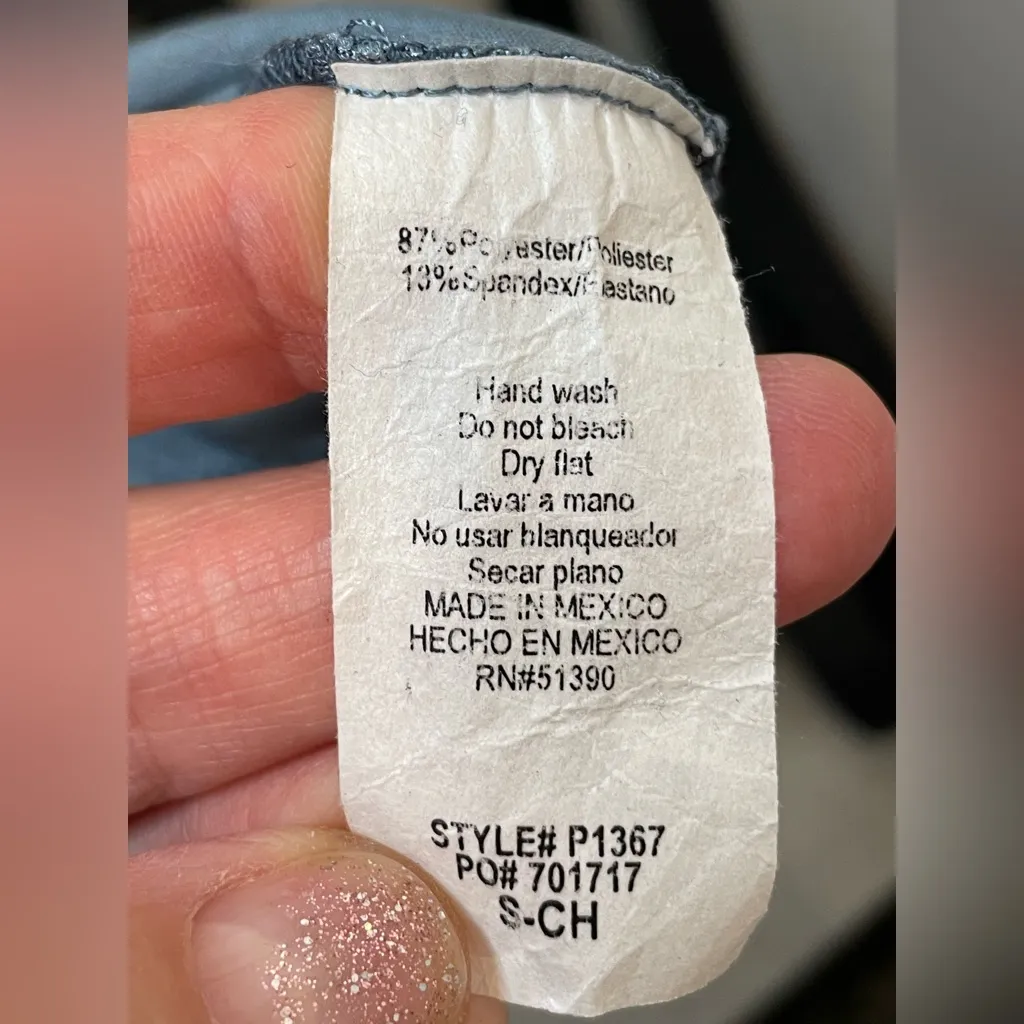 87%Polyester/Poliester
13%Spandex/Elastano
Hand wash
Do not bleach
Dry flat
Lavar a mano
No usar blanqueador
Secar plano
MADE IN MEXICO
HECHO EN MEXICO
RN#51390
STYLE# P1367
PO# 701717
S-CH